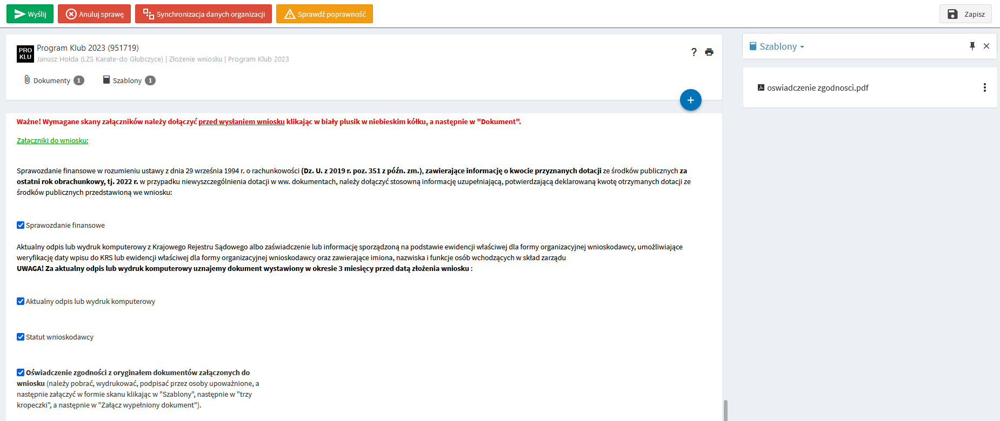 Wyślij
Anuluj sprawę
Synchronizacja danych organizacji
Sprawdź poprawność
Zapisz
PRO
KLU
Program Klub 2023 (951719)
Janusz Hołda (LZS Karate-do Głubczyce) | Złożenie wniosku | Program Klub 2023
?
Dokumenty 1
Szablony 1
+
Szablony
oswiadczenie zgodnosci.pdf
Ważne! Wymagane skany załączników należy dołączyć przed wysłaniem wniosku klikając w biały plusik w niebieskim kółku, a następnie w "Dokument".
Załączniki do wniosku:
Sprawozdanie finansowe w rozumieniu ustawy z dnia 29 września 1994 r. o rachunkowości (Dz. U. z 2019 r. poz. 351 z późn. zm.), zawierające informację o kwocie przyznanych dotacji ze środków publicznych za
ostatni rok obrachunkowy, tj. 2022 r. w przypadku niewyszczególnienia dotacji w ww. dokumentach, należy dołączyć stosowną informację uzupełniającą, potwierdzającą deklarowaną kwotę otrzymanych dotacji ze
środków publicznych przedstawioną we wniosku:
Sprawozdanie finansowe
Aktualny odpis lub wydruk komputerowy z Krajowego Rejestru Sądowego albo zaświadczenie lub informację sporządzoną na podstawie ewidencji właściwej dla formy organizacyjnej wnioskodawcy, umożliwiające
weryfikację daty wpisu do KRS lub ewidencji właściwej dla formy organizacyjnej wnioskodawcy oraz zawierające imiona, nazwiska i funkcje osób wchodzących w skład zarządu
UWAGA! Za aktualny odpis lub wydruk komputerowy uznajemy dokument wystawiony w okresie 3 miesięcy przed datą złożenia wniosku :
Aktualny odpis lub wydruk komputerowy
Statut wnioskodawcy
Oświadczenie zgodności z oryginałem dokumentów załączonych do
wniosku (należy pobrać, wydrukować, podpisać przez osoby upoważnione, a
następnie załączyć w formie skanu klikając w "Szablony", następnie w "trzy
kropeczki", a następnie w "Załącz wypełniony dokument").